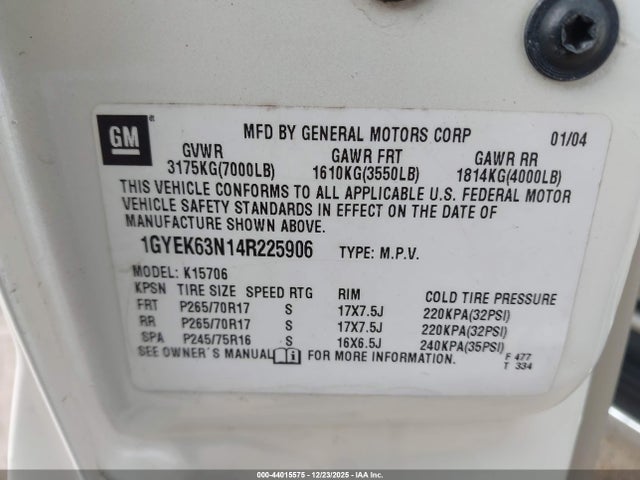 GM
®
MFD BY GENERAL MOTORS CORP 01/04
GVWR GAWR FRT GAWR RR
3175KG(7000LB) 1610KG(3550LB) 1814KG(4000LB)
THIS VEHICLE CONFORMS TO ALL APPLICABLE U.S. FEDERAL MOTOR
VEHICLE SAFETY STANDARDS IN EFFECT ON THE DATE OF
MANUFACTURE SHOWN ABOVE.
1GYEK63N14R225906 TYPE: M.P.V.
MODEL: K15706
KPSN TIRE SIZE SPEED RTG RIM COLD TIRE PRESSURE
FRT P265/70R17 S 17X7.5J 220KPA(32PSI)
RR P265/70R17 S 17X7.5J 220KPA(32PSI)
SPA P245/75R16 S 16X6.5J 240KPA(35PSI)
SEE OWNER'S MANUAL i FOR MORE INFORMATION.
F 477
T 334
000-44015575 - 12/23/2025 - IAAI.com